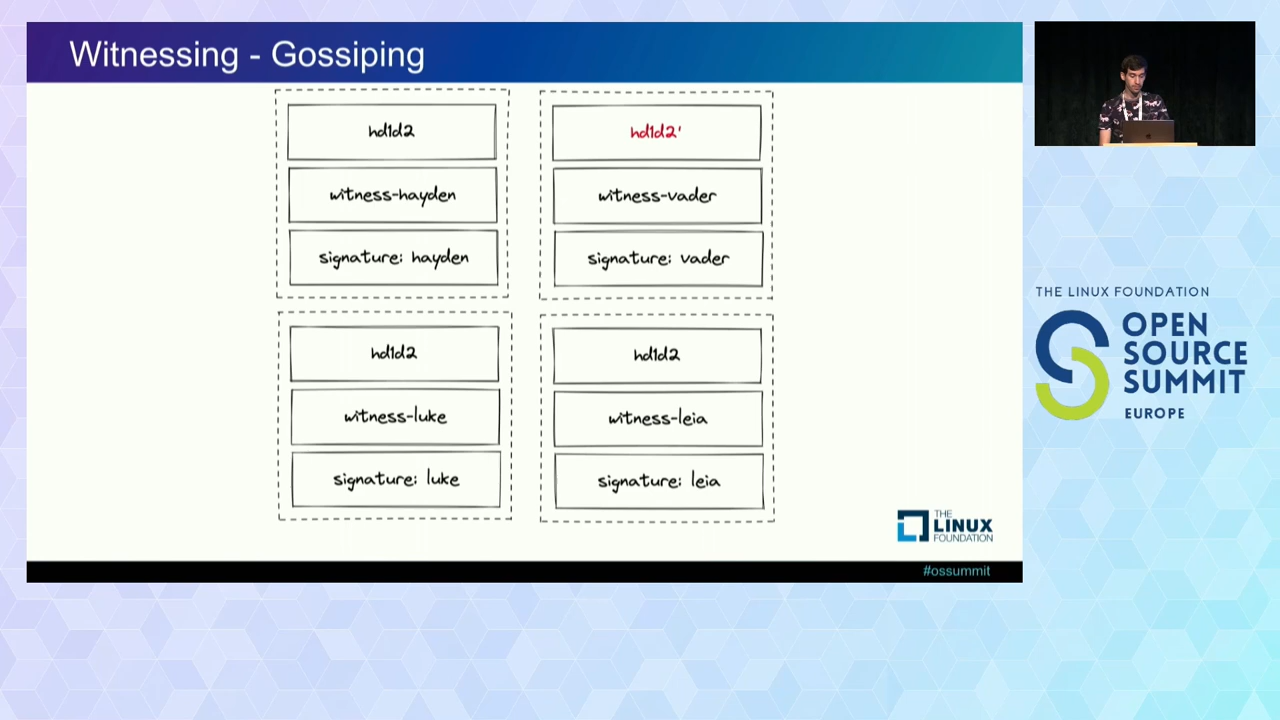 Witnessing - Gossiping
hd1d2
witness-hayden
signature: hayden
hd1d2'
witness-vader
signature: vader
hd1d2
witness-luke
signature: luke
hd1d2
witness-leia
signature: leia
THE
LINUX
FOUNDATION
#ossummit
THE LINUX FOUNDATION
OPEN
SOURCE
SUMMIT
EUROPE